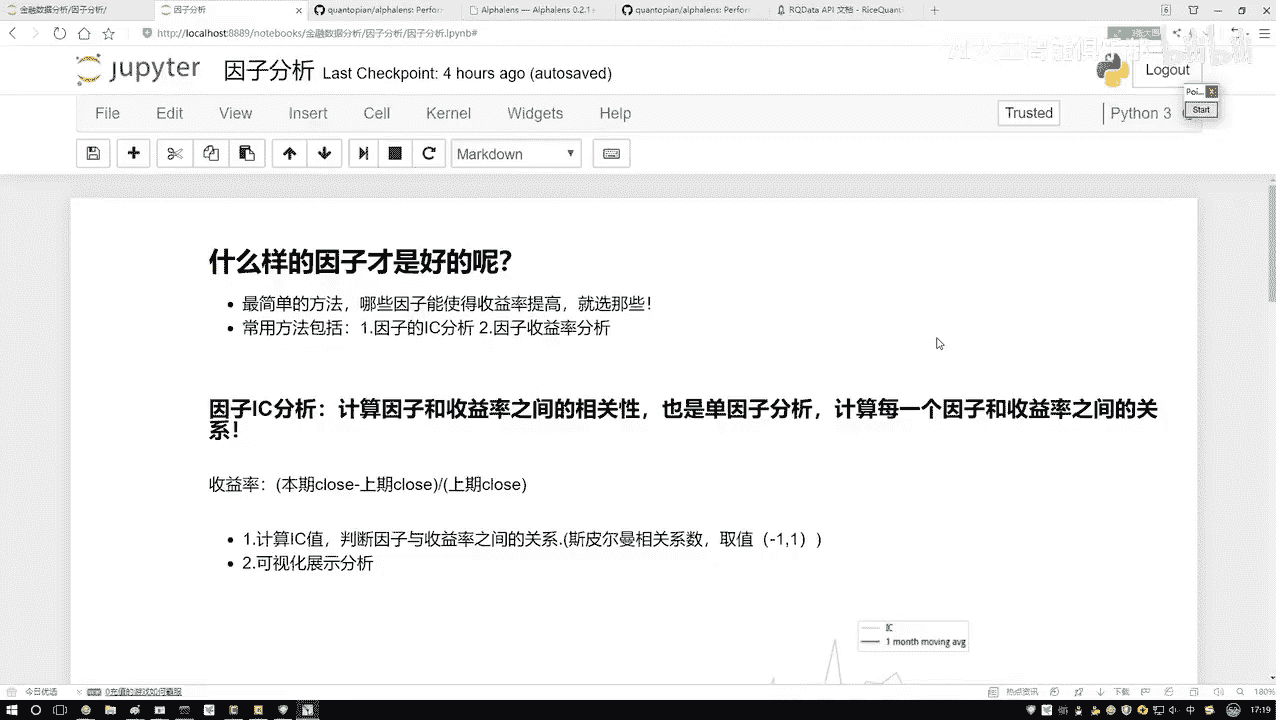 金融数据分析/因子分析/
因子分析
quantopian/alphalens: Perfor
Alphalens — Alphalens 0.2.1+
quantopian/alphalens: Perfor
RQData API 文档 - RiceQuant
http://localhost:8889/notebooks/金融数据分析/因子分析/因子分析.ipynb#
jupyter 因子分析 Last Checkpoint: 4 hours ago (autosaved)
Logout
Poi...
Start
File Edit View Insert Cell Kernel Widgets Help
Trusted
Python 3
Markdown
什么样的因子才是好的呢?
最简单的方法，哪些因子能使得收益率提高，就选那些！
常用方法包括：1.因子的IC分析 2.因子收益率分析
因子IC分析：计算因子和收益率之间的相关性，也是单因子分析，计算每一个因子和收益率之间的关
系！
收益率：(本期close-上期close)/(上期close)
1.计算IC值，判断因子与收益率之间的关系.(斯皮尔曼相关系数，取值（-1,1）)
2.可视化展示分析
IC
1 month moving avg
今日优选
热点资讯
下载
180%
中
17:19